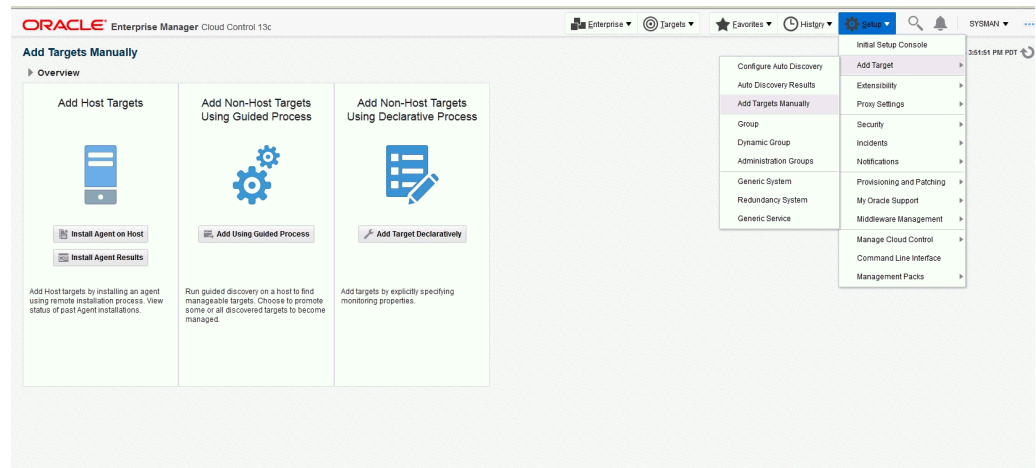 ORACLE® Enterprise Manager Cloud Control 13c
Enterprise ▼
Targets ▼
Favorites ▼
History ▼
Setup ▼
SYSMAN ▼
Add Targets Manually
3:51:51 PM PDT
Overview
Add Host Targets
Install Agent on Host
Install Agent Results
Add Host targets by installing an agent
using remote installation process. View
status of past Agent installations.
Add Non-Host Targets
Using Guided Process
Add Using Guided Process
Run guided discovery on a host to find
manageable targets. Choose to promote
some or all discovered targets to become
managed.
Add Non-Host Targets
Using Declarative Process
Add Target Declaratively
Add targets by explicitly specifying
monitoring properties.
Configure Auto Discovery
Auto Discovery Results
Add Targets Manually
Group
Dynamic Group
Administration Groups
Generic System
Redundancy System
Generic Service
Initial Setup Console
Add Target
Extensibility
Proxy Settings
Security
Incidents
Notifications
Provisioning and Patching
My Oracle Support
Middleware Management
Manage Cloud Control
Command Line Interface
Management Packs